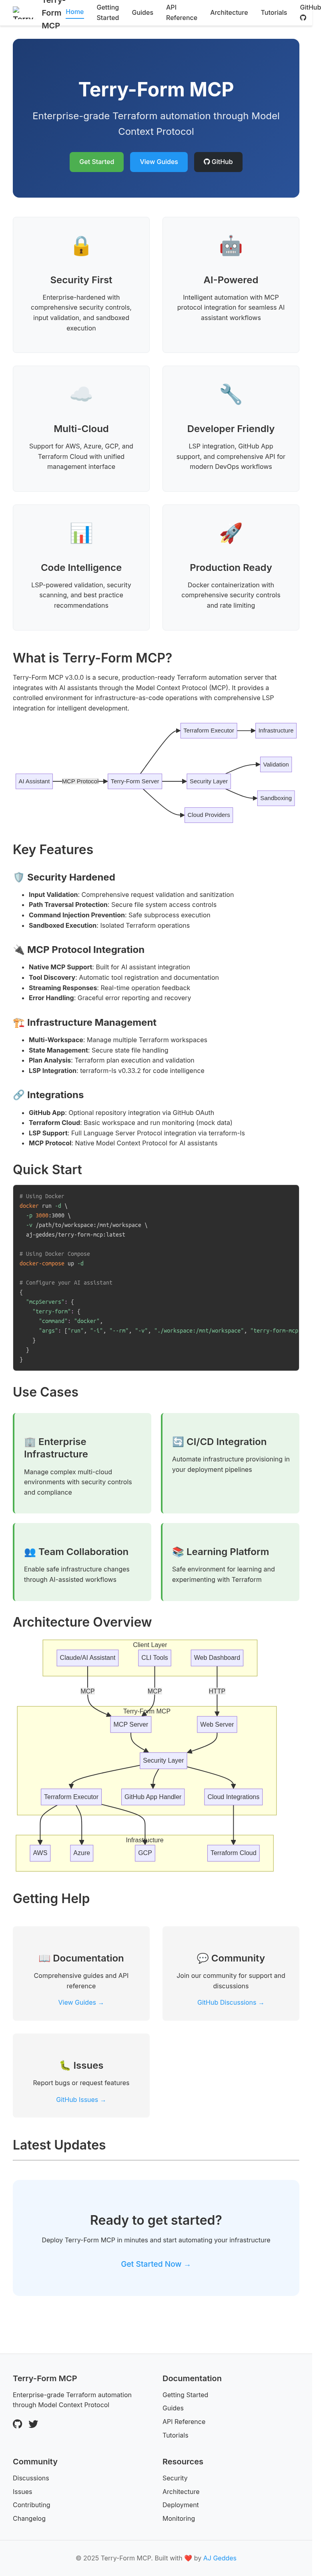 Terry-Form MCP
Home
Getting Started
Guides
API Reference
Architecture
Tutorials
GitHub
Terry-Form MCP
Enterprise-grade Terraform automation through Model
Context Protocol
Get Started
View Guides
GitHub
🔒
Security First
Enterprise-hardened with
comprehensive security controls,
input validation, and sandboxed
execution
🤖
AI-Powered
Intelligent automation with MCP
protocol integration for seamless AI
assistant workflows
☁️
Multi-Cloud
Support for AWS, Azure, GCP, and
Terraform Cloud with unified
management interface
🔧
Developer Friendly
LSP integration, GitHub App
support, and comprehensive API for
modern DevOps workflows
📊
Code Intelligence
LSP-powered validation, security
scanning, and best practice
recommendations
🚀
Production Ready
Docker containerization with
comprehensive security controls
and rate limiting
What is Terry-Form MCP?
Terry-Form MCP v3.0.0 is a secure, production-ready Terraform automation server that
integrates with AI assistants through the Model Context Protocol (MCP). It provides a
controlled environment for infrastructure-as-code operations with comprehensive LSP
integration for intelligent development.
AI Assistant
MCP Protocol
Terry-Form Server
Terraform Executor
Infrastructure
Security Layer
Validation
Sandboxing
Cloud Providers
Key Features
🛡️ Security Hardened
• Input Validation: Comprehensive request validation and sanitization
• Path Traversal Protection: Secure file system access controls
• Command Injection Prevention: Safe subprocess execution
• Sandboxed Execution: Isolated Terraform operations
🔌 MCP Protocol Integration
• Native MCP Support: Built for AI assistant integration
• Tool Discovery: Automatic tool registration and documentation
• Streaming Responses: Real-time operation feedback
• Error Handling: Graceful error reporting and recovery
🏗️ Infrastructure Management
• Multi-Workspace: Manage multiple Terraform workspaces
• State Management: Secure state file handling
• Plan Analysis: Terraform plan execution and validation
• LSP Integration: terraform-ls v0.33.2 for code intelligence
🔗 Integrations
• GitHub App: Optional repository integration via GitHub OAuth
• Terraform Cloud: Basic workspace and run monitoring (mock data)
• LSP Support: Full Language Server Protocol integration via terraform-ls
• MCP Protocol: Native Model Context Protocol for AI assistants
Quick Start
# Using Docker
docker run -d \
-p 3000:3000 \
-v /path/to/workspace:/mnt/workspace \
aj-geddes/terry-form-mcp:latest
# Using Docker Compose
docker-compose up -d
# Configure your AI assistant
{
"mcpServers": {
"terry-form": {
"command": "docker",
"args": ["run", "-i", "--rm", "-v", "./workspace:/mnt/workspace", "terry-form-mcp
}
}
}
Use Cases
🏢 Enterprise
Infrastructure
Manage complex multi-cloud
environments with security controls
and compliance
🔄 CI/CD Integration
Automate infrastructure provisioning in
your deployment pipelines
👥 Team Collaboration
Enable safe infrastructure changes
through AI-assisted workflows
📚 Learning Platform
Safe environment for learning and
experimenting with Terraform
Architecture Overview
Client Layer
Claude/AI Assistant
CLI Tools
Web Dashboard
MCP
MCP
HTTP
Terry-Form MCP
MCP Server
Web Server
Security Layer
Terraform Executor
GitHub App Handler
Cloud Integrations
Infrastructure
AWS
Azure
GCP
Terraform Cloud
Getting Help
📖 Documentation
Comprehensive guides and API
reference
View Guides →
💬 Community
Join our community for support and
discussions
GitHub Discussions →
🐛 Issues
Report bugs or request features
GitHub Issues →
Latest Updates
Ready to get started?
Deploy Terry-Form MCP in minutes and start automating your infrastructure
Get Started Now →
Terry-Form MCP
Enterprise-grade Terraform automation
through Model Context Protocol
Documentation
Getting Started
Guides
API Reference
Tutorials
Community
Discussions
Issues
Contributing
Changelog
Resources
Security
Architecture
Deployment
Monitoring
© 2025 Terry-Form MCP. Built with ❤️ by AJ Geddes